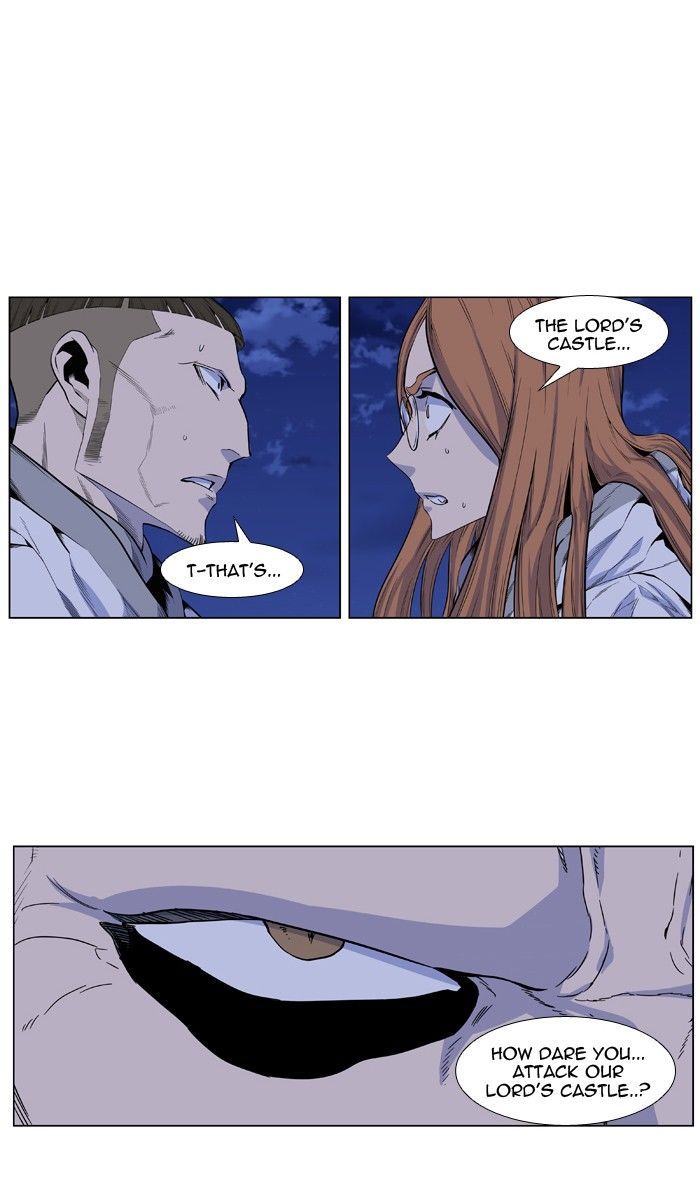 T-THAT'S...
THE LORD'S
CASTLE...
HOW DARE YOU...
ATTACK OUR
LORD'S CASTLE..?